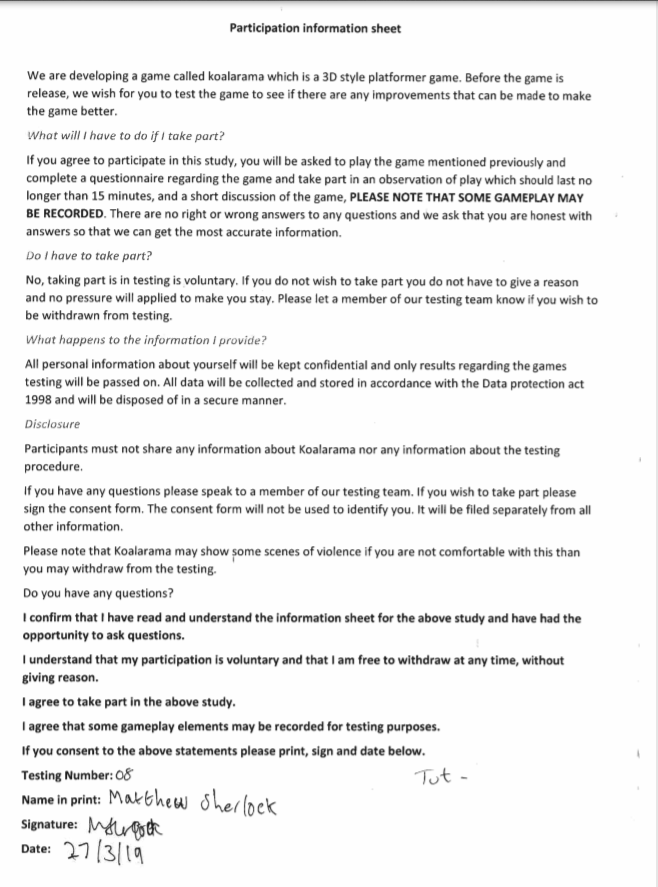 Participation information sheet
We are developing a game called koalarama which is a 3D style platformer game. Before the game is
release, we wish for you to test the game to see if there are any improvements that can be made to make
the game better.
What will I have to do if I take part?
If you agree to participate in this study, you will be asked to play the game mentioned previously and
complete a questionnaire regarding the game and take part in an observation of play which should last no
longer than 15 minutes, and a short discussion of the game, PLEASE NOTE THAT SOME GAMEPLAY MAY
BE RECORDED. There are no right or wrong answers to any questions and we ask that you are honest with
answers so that we can get the most accurate information.
Do I have to take part?
No, taking part is in testing is voluntary. If you do not wish to take part you do not have to give a reason
and no pressure will applied to make you stay. Please let a member of our testing team know if you wish to
be withdrawn from testing.
What happens to the information I provide?
All personal information about yourself will be kept confidential and only results regarding the games
testing will be passed on. All data will be collected and stored in accordance with the Data protection act
1998 and will be disposed of in a secure manner.
Disclosure
Participants must not share any information about Koalarama nor any information about the testing
procedure.
If you have any questions please speak to a member of our testing team. If you wish to take part please
sign the consent form. The consent form will not be used to identify you. It will be filed separately from all
other information.
Please note that Koalarama may show some scenes of violence if you are not comfortable with this than
you may withdraw from the testing.
Do you have any questions?
I confirm that I have read and understand the information sheet for the above study and have had the
opportunity to ask questions.
I understand that my participation is voluntary and that I am free to withdraw at any time, without
giving reason.
I agree to take part in the above study.
I agree that some gameplay elements may be recorded for testing purposes.
If you consent to the above statements please print, sign and date below.
Testing Number: 08
Tut -
Name in print: Matthew Sherlock
Signature:
Date: 27/3/19